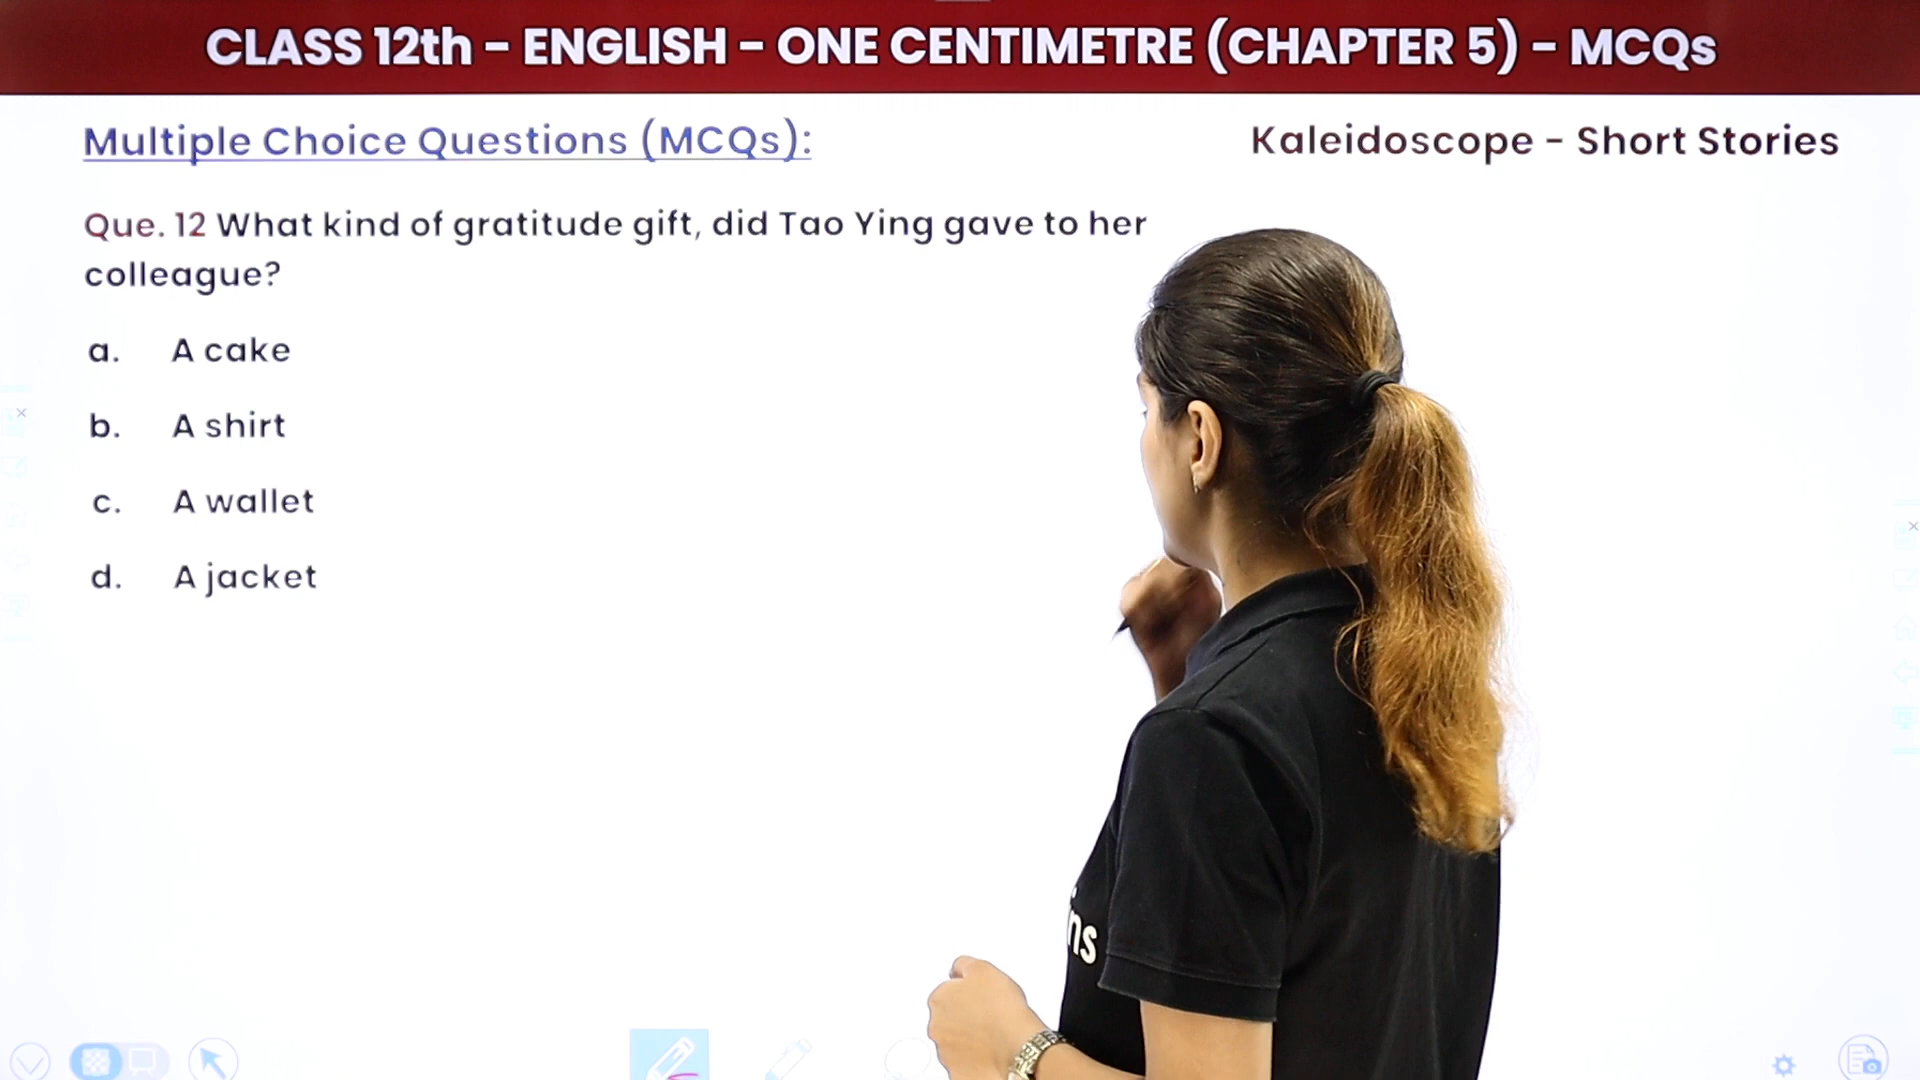 CLASS 12th - ENGLISH - ONE CENTIMETRE (CHAPTER 5) - MCQs
Multiple Choice Questions (MCQs):
Kaleidoscope - Short Stories
Que. 12 What kind of gratitude gift, did Tao Ying gave to her
colleague?
a. A cake
b. A shirt
c. A wallet
d. A jacket
ns